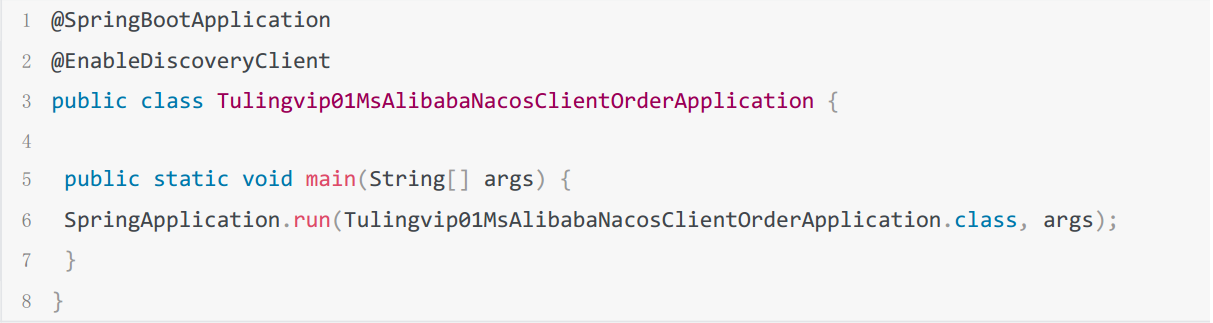 1 @SpringBootApplication
2 @EnableDiscoveryClient
3 public class Tulingvip01MsAlibabaNacosClientOrderApplication {
4
5 public static void main(String[] args) {
6 SpringApplication.run(Tulingvip01MsAlibabaNacosClientOrderApplication.class, args);
7 }
8 }